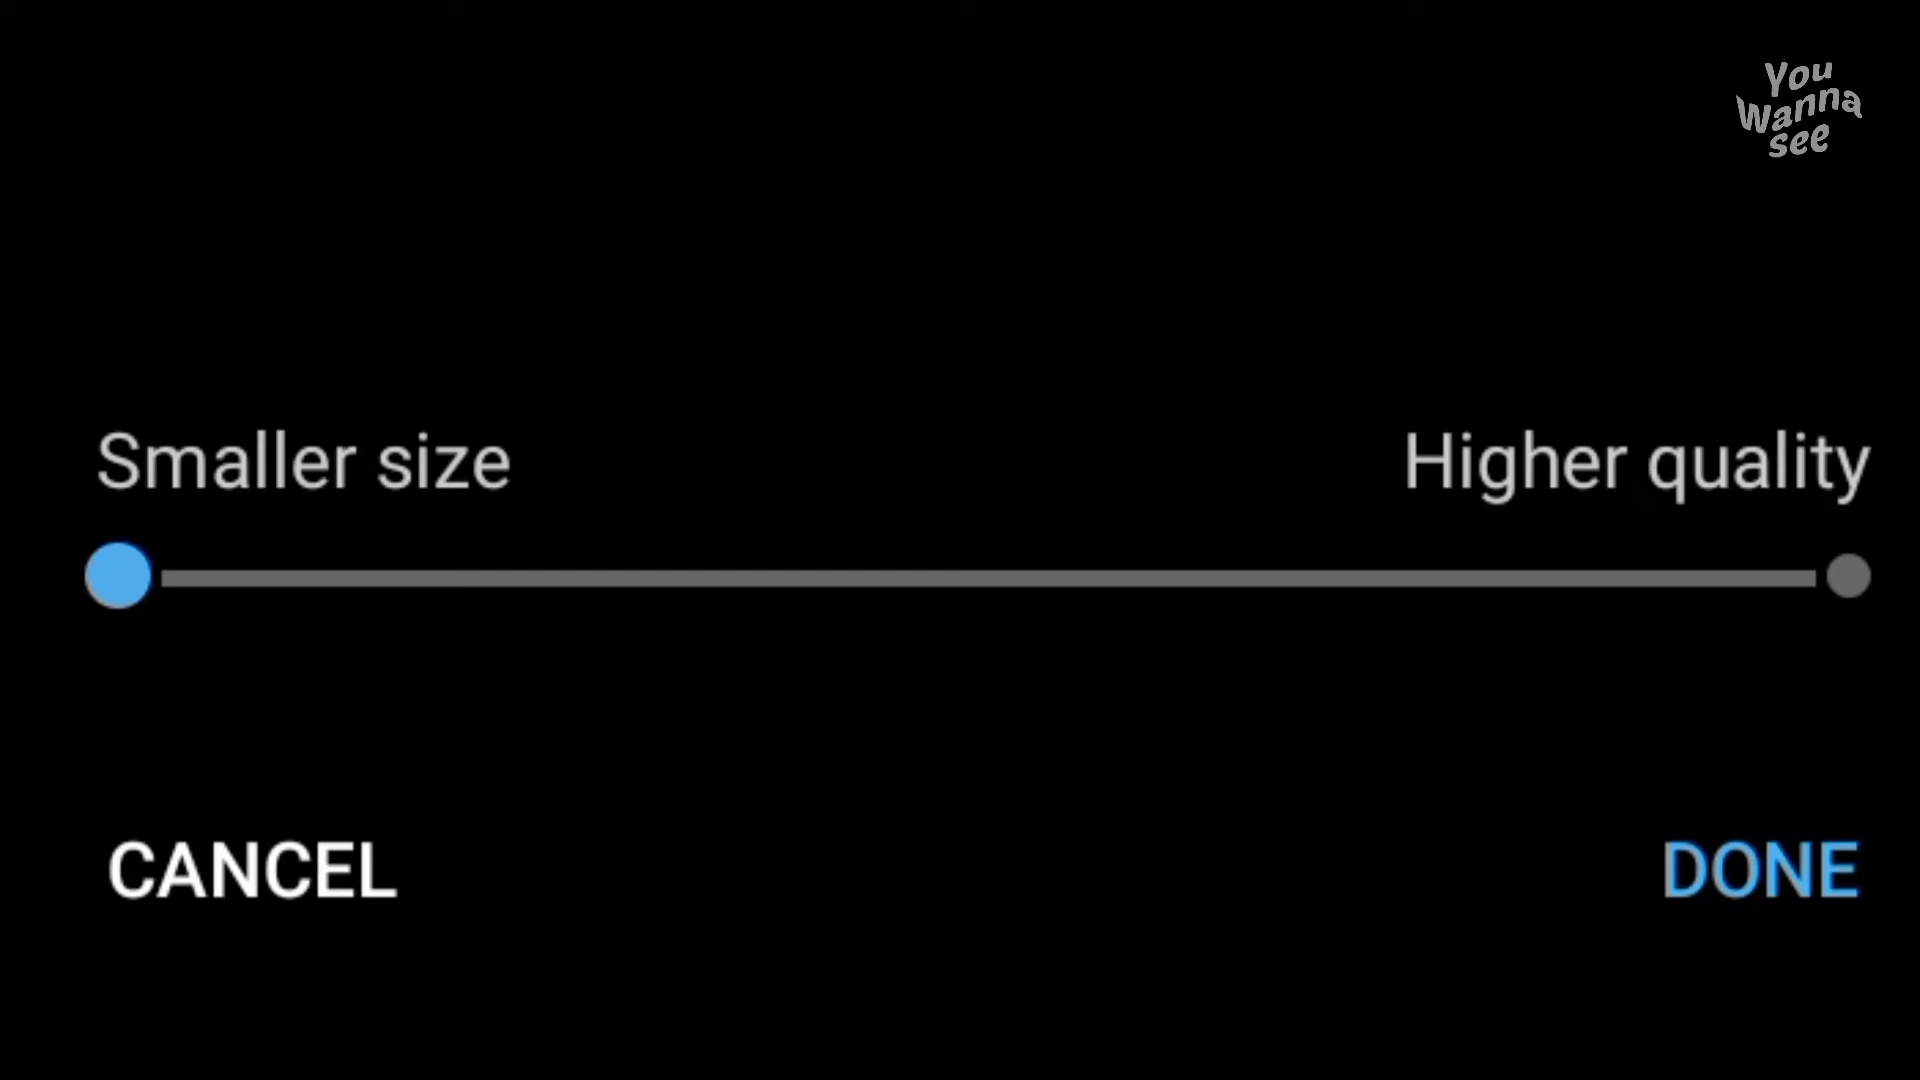 You
Wanna
see
Smaller size
Higher quality
CANCEL
DONE